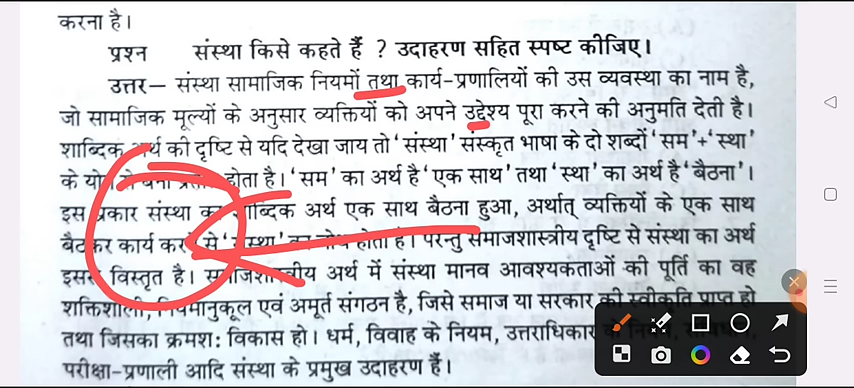 करना है।
प्रश्न संस्था किसे कहते हैं ? उदाहरण सहित स्पष्ट कीजिए।
उत्तर— संस्था सामाजिक नियमों तथा कार्य-प्रणालियों की उस व्यवस्था का नाम है,
जो सामाजिक मूल्यों के अनुसार व्यक्तियों को अपने उद्देश्य पूरा करने की अनुमति देती है।
शाब्दिक अर्थ की दृष्टि से यदि देखा जाय तो 'संस्था' संस्कृत भाषा के दो शब्दों 'सम'+'स्था'
के योग से बना होता है। 'सम' का अर्थ है 'एक साथ' तथा 'स्था' का अर्थ है 'बैठना'।
इस प्रकार संस्था का शाब्दिक अर्थ एक साथ बैठना हुआ, अर्थात् व्यक्तियों के एक साथ
बैठकर कार्य करने से 'संस्था' का बोध होता है। परन्तु समाजशास्त्रीय दृष्टि से संस्था का अर्थ
इससे विस्तृत है। समाजशास्त्रीय अर्थ में संस्था मानव आवश्यकताओं की पूर्ति का वह
शक्तिशाली, नियमानुकूल एवं अमूर्त संगठन है, जिसे समाज या सरकार की स्वीकृति प्राप्त हो
तथा जिसका क्रमश: विकास हो। धर्म, विवाह के नियम, उत्तराधिकार
परीक्षा-प्रणाली आदि संस्था के प्रमुख उदाहरण हैं।